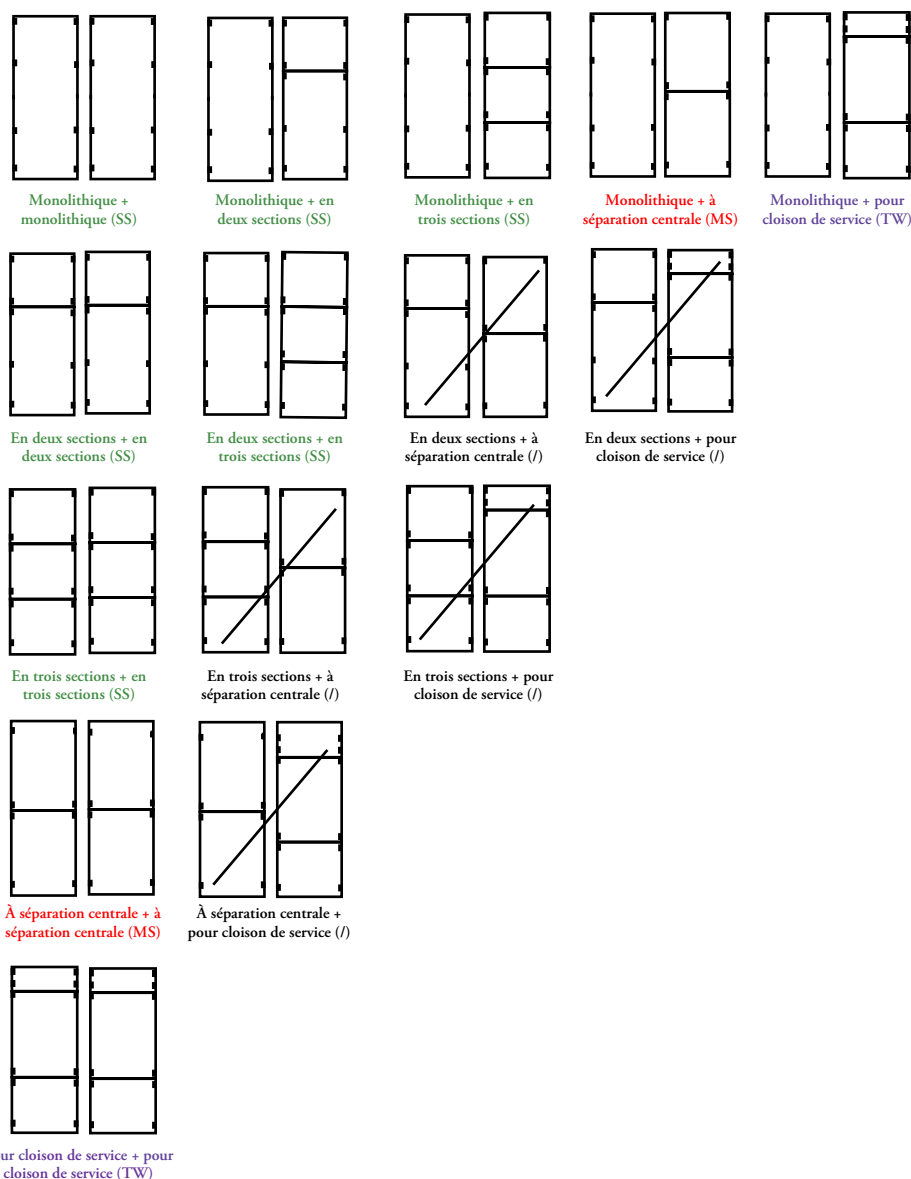 Monolithique +
monolithique (SS)
Monolithique + en
deux sections (SS)
Monolithique + en
trois sections (SS)
Monolithique + à
séparation centrale (MS)
Monolithique + pour
cloison de service (TW)
En deux sections + en
deux sections (SS)
En deux sections + en
trois sections (SS)
En deux sections + à
séparation centrale (/)
En deux sections + pour
cloison de service (/)
En trois sections + en
trois sections (SS)
En trois sections + à
séparation centrale (/)
En trois sections + pour
cloison de service (/)
À séparation centrale + à
séparation centrale (MS)
À séparation centrale +
pour cloison de service (/)
ur cloison de service + pour
cloison de service (TW)